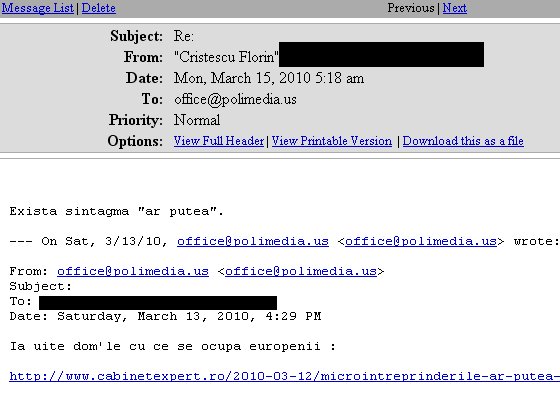 Message List | Delete Previous | Next
Subject: Re:
From: "Cristescu Florin"
Date: Mon, March 15, 2010 5:18 am
To: office@polimedia.us
Priority: Normal
Options: View Full Header | View Printable Version | Download this as a file
Exista sintagma "ar putea".
--- On Sat, 3/13/10, office@polimedia.us <office@polimedia.us> wrote:
From: office@polimedia.us <office@polimedia.us>
Subject:
To:
Date: Saturday, March 13, 2010, 4:29 PM
Ia uite dom'le cu ce se ocupa europenii :
http://www.cabinetexpert.ro/2010-03-12/microintreprinderile-ar-putea-